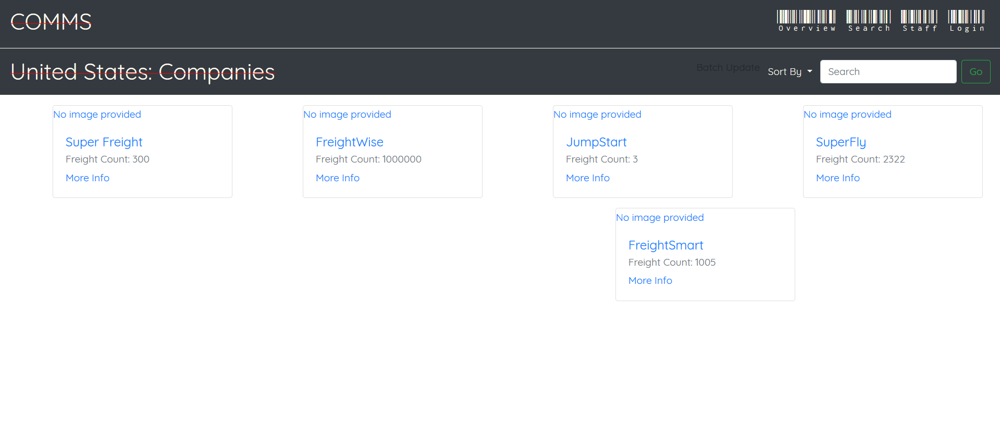 COMMS
Overview Search Staff Login
United States: Companies
Batch Update Sort By Search Go
No image provided
Super Freight
Freight Count: 300
More Info
No image provided
FreightWise
Freight Count: 1000000
More Info
No image provided
JumpStart
Freight Count: 3
More Info
No image provided
SuperFly
Freight Count: 2322
More Info
No image provided
FreightSmart
Freight Count: 1005
More Info